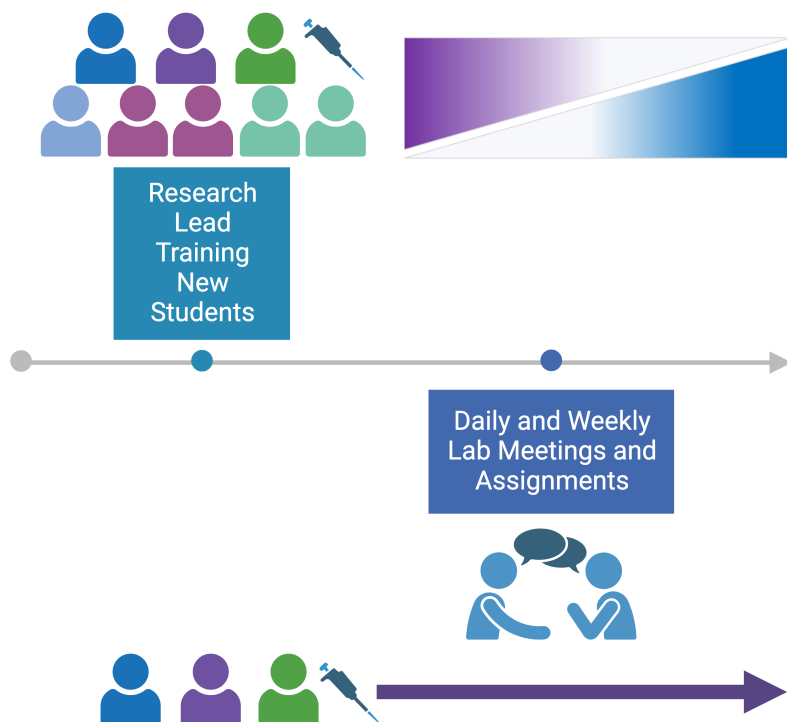 Research
Lead
Training
New
Students
Daily and Weekly
Lab Meetings and
Assignments